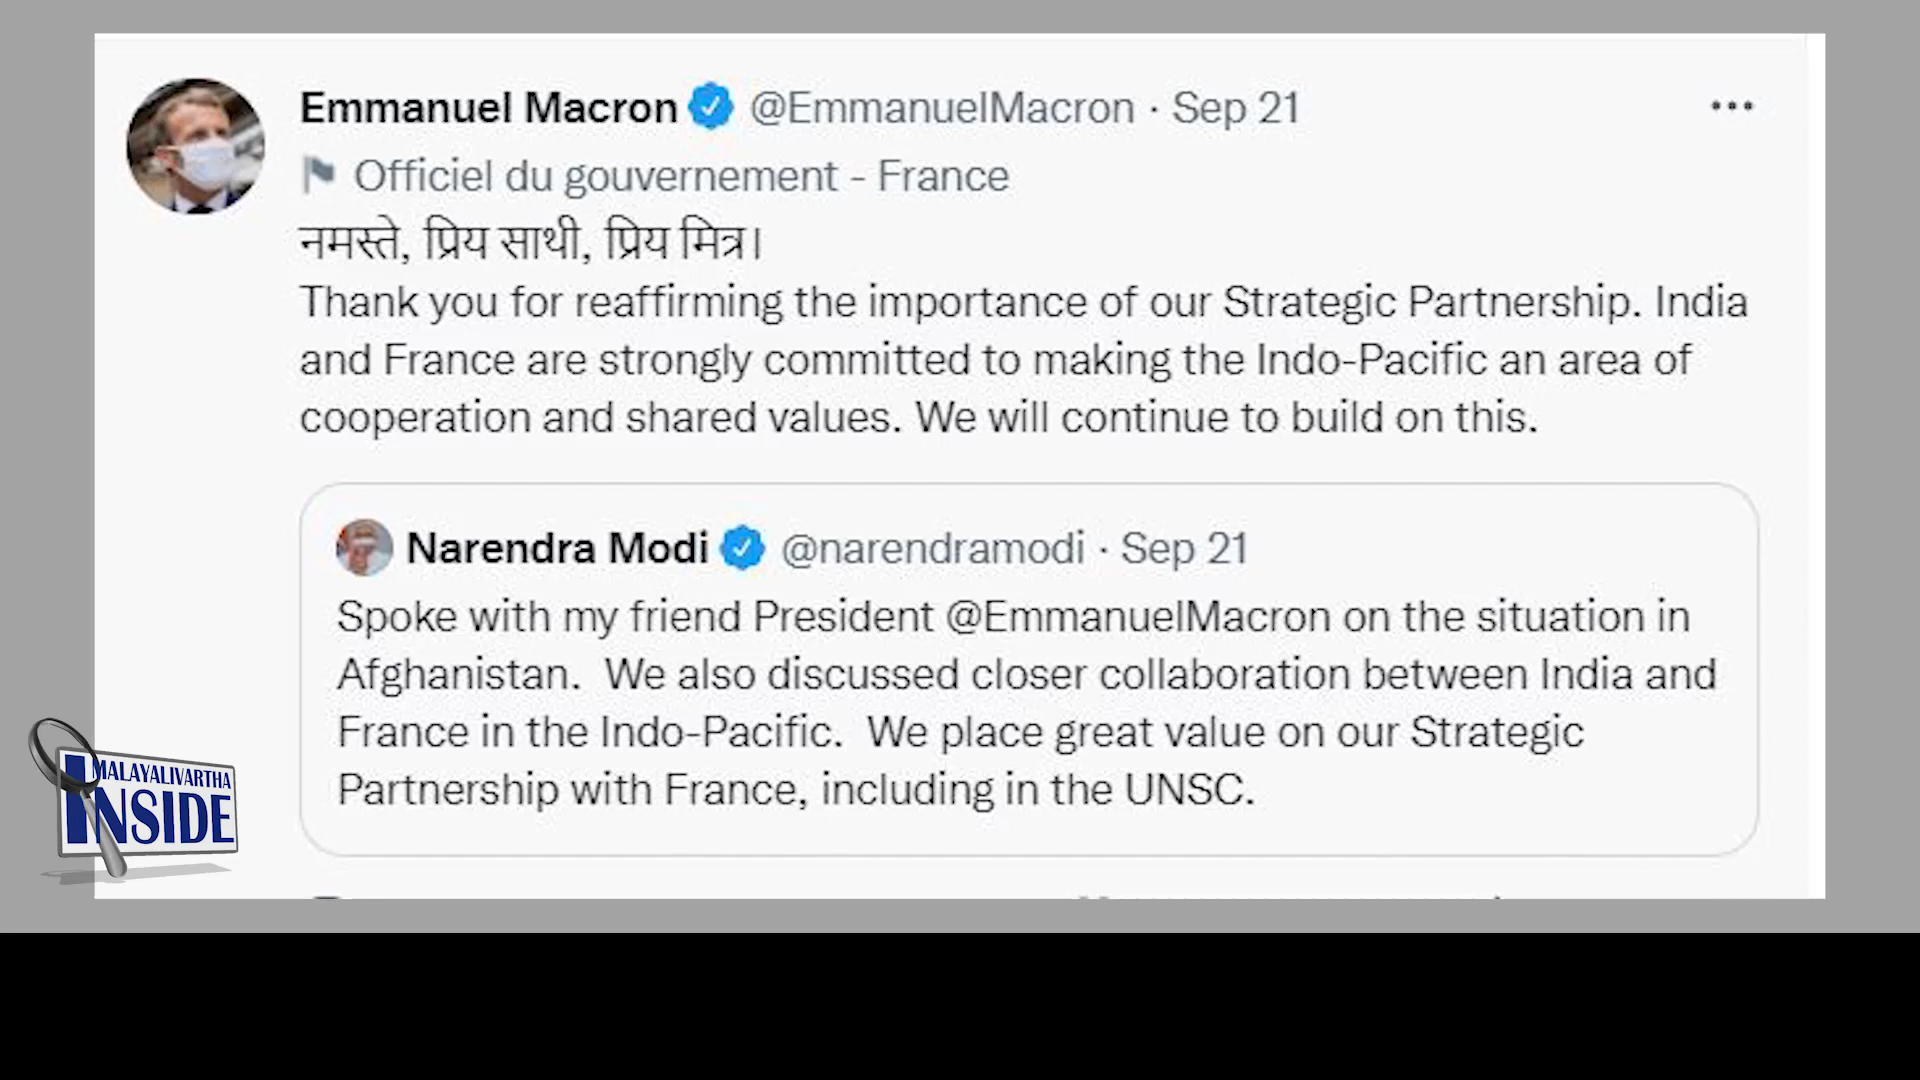 Emmanuel Macron @EmmanuelMacron · Sep 21
Officiel du gouvernement - France
नमस्ते, प्रिय साथी, प्रिय मित्र।
Thank you for reaffirming the importance of our Strategic Partnership. India
and France are strongly committed to making the Indo-Pacific an area of
cooperation and shared values. We will continue to build on this.
Narendra Modi @narendramodi · Sep 21
Spoke with my friend President @EmmanuelMacron on the situation in
Afghanistan.  We also discussed closer collaboration between India and
France in the Indo-Pacific.  We place great value on our Strategic
Partnership with France, including in the UNSC.
MALAYALIVARTHA
INSIDE